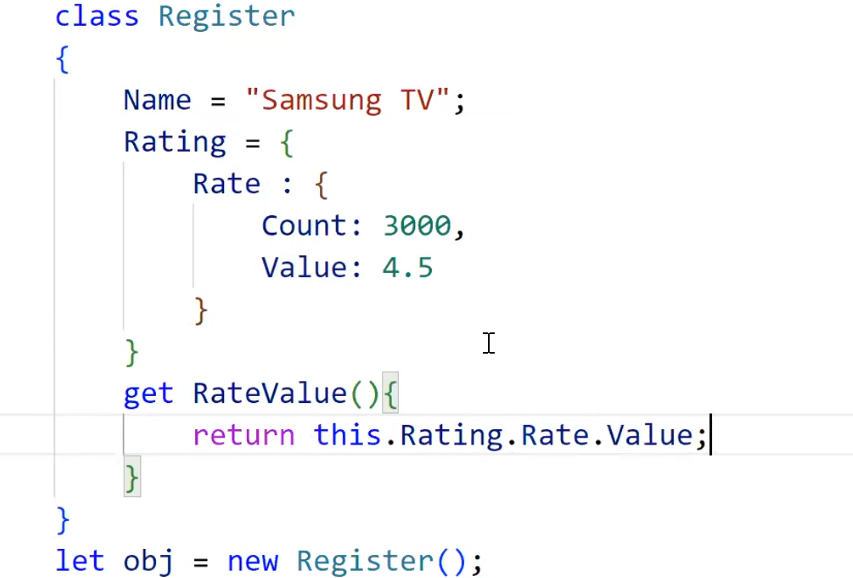 class Register
{
    Name = "Samsung TV";
    Rating = {
        Rate : {
            Count: 3000,
            Value: 4.5
        }
    }
    get RateValue(){
        return this.Rating.Rate.Value;
    }
}
let obj = new Register();